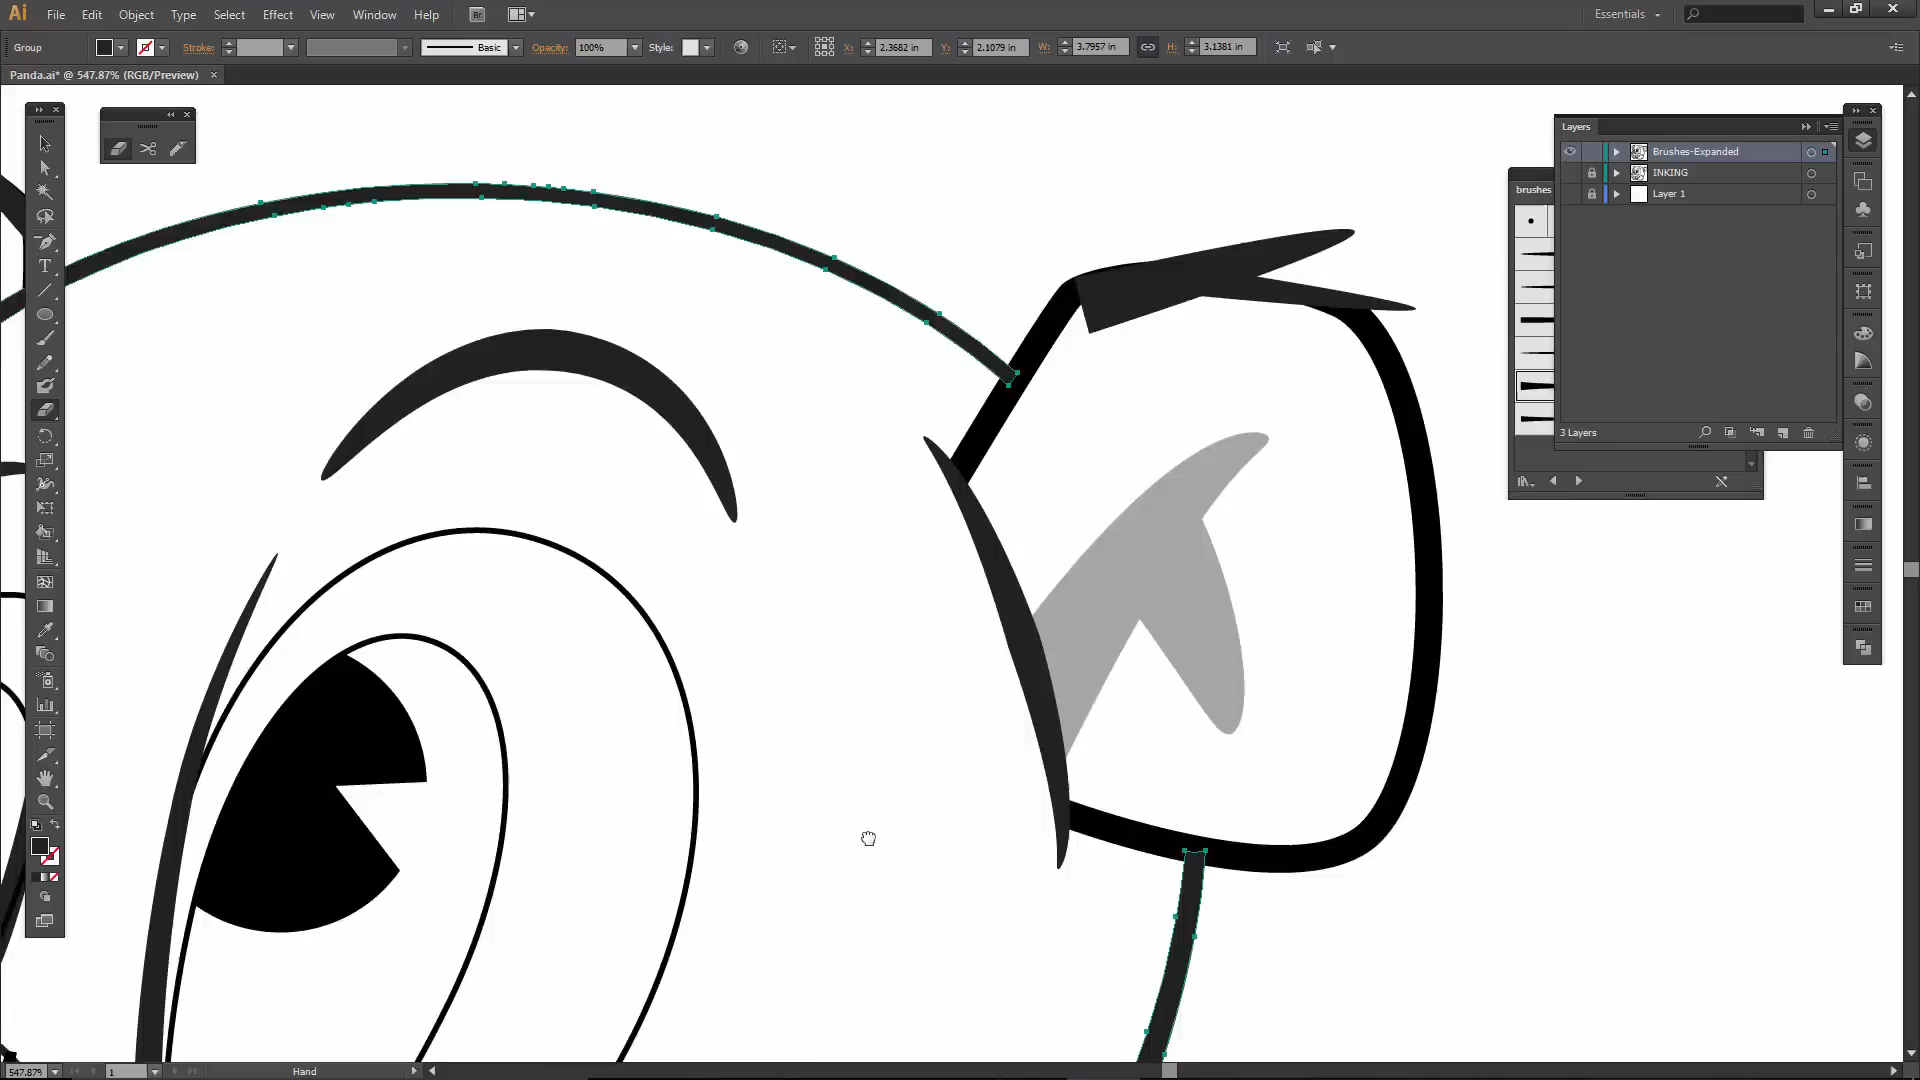 Ai File Edit Object Type Select Effect View Window Help Br Essentials
Group Stroke: Basic Opacity: 100% Style: X: 2.3682 in Y: 2.1079 in W: 3.7957 in H: 3.1381 in
Panda.ai* @ 547.87% (RGB/Preview)
Layers
Brushes-Expanded
INKING
Layer 1
brushes
3 Layers
547.87% 1 Hand